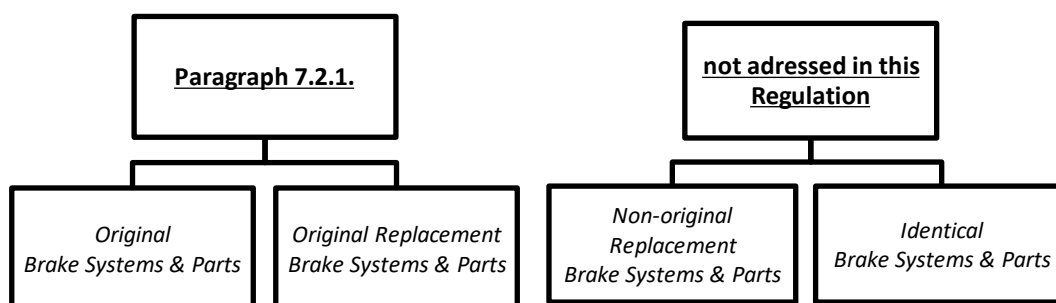 Paragraph 7.2.1.
not adressed in this
Regulation
Original
Brake Systems & Parts
Original Replacement
Brake Systems & Parts
Non-original
Replacement
Brake Systems & Parts
Identical
Brake Systems & Parts